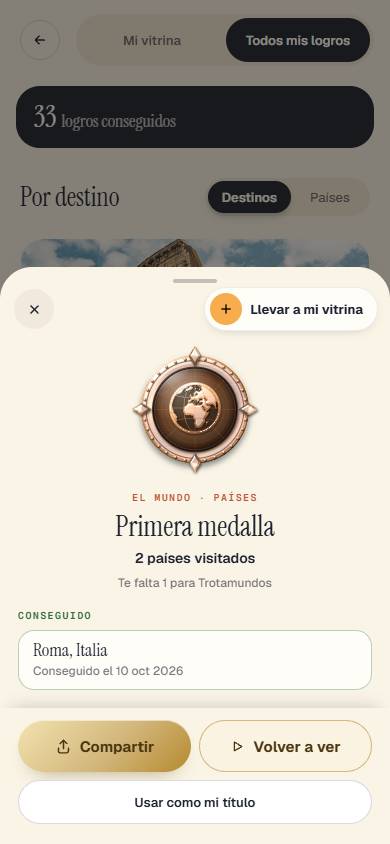 Mi vitrina
Todos mis logros
33 logros conseguidos
Por destino
Destinos
Países
Llevar a mi vitrina
EL MUNDO · PAÍSES
Primera medalla
2 países visitados
Te falta 1 para Trotamundos
CONSEGUIDO
Roma, Italia
Conseguido el 10 oct 2026
Compartir
Volver a ver
Usar como mi título